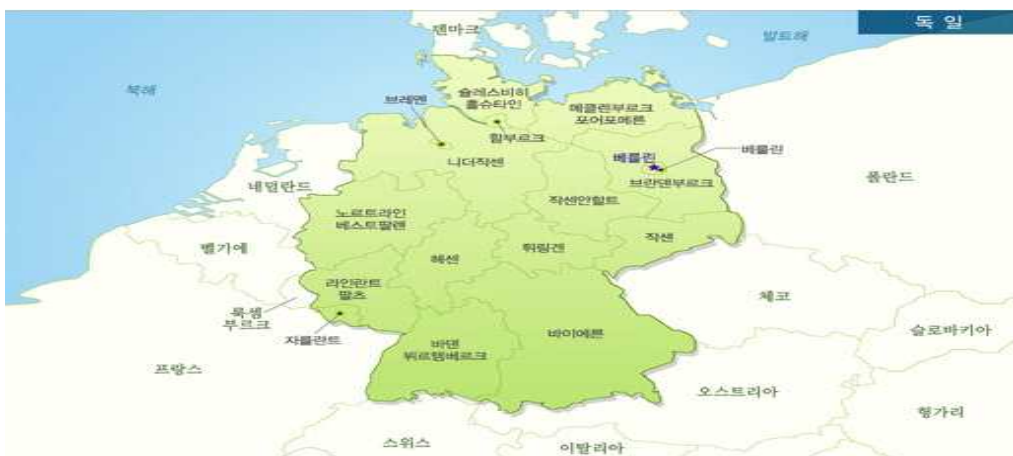 독 일
덴마크
발트해
북해
슐레스비히
홀슈타인
브레멘
메클렌부르크
포어포메른
함부르크
베를린
베를린
니더작센
폴란드
네덜란드
브란덴부르크
작센안할트
노르트라인
베스트팔렌
작센
벨기에
튀링겐
헤센
라인란트
팔츠
체코
룩셈
부르크
슬로바키아
자를란트
바이에른
바덴
뷔르템베르크
프랑스
오스트리아
헝가리
스위스
이탈리아